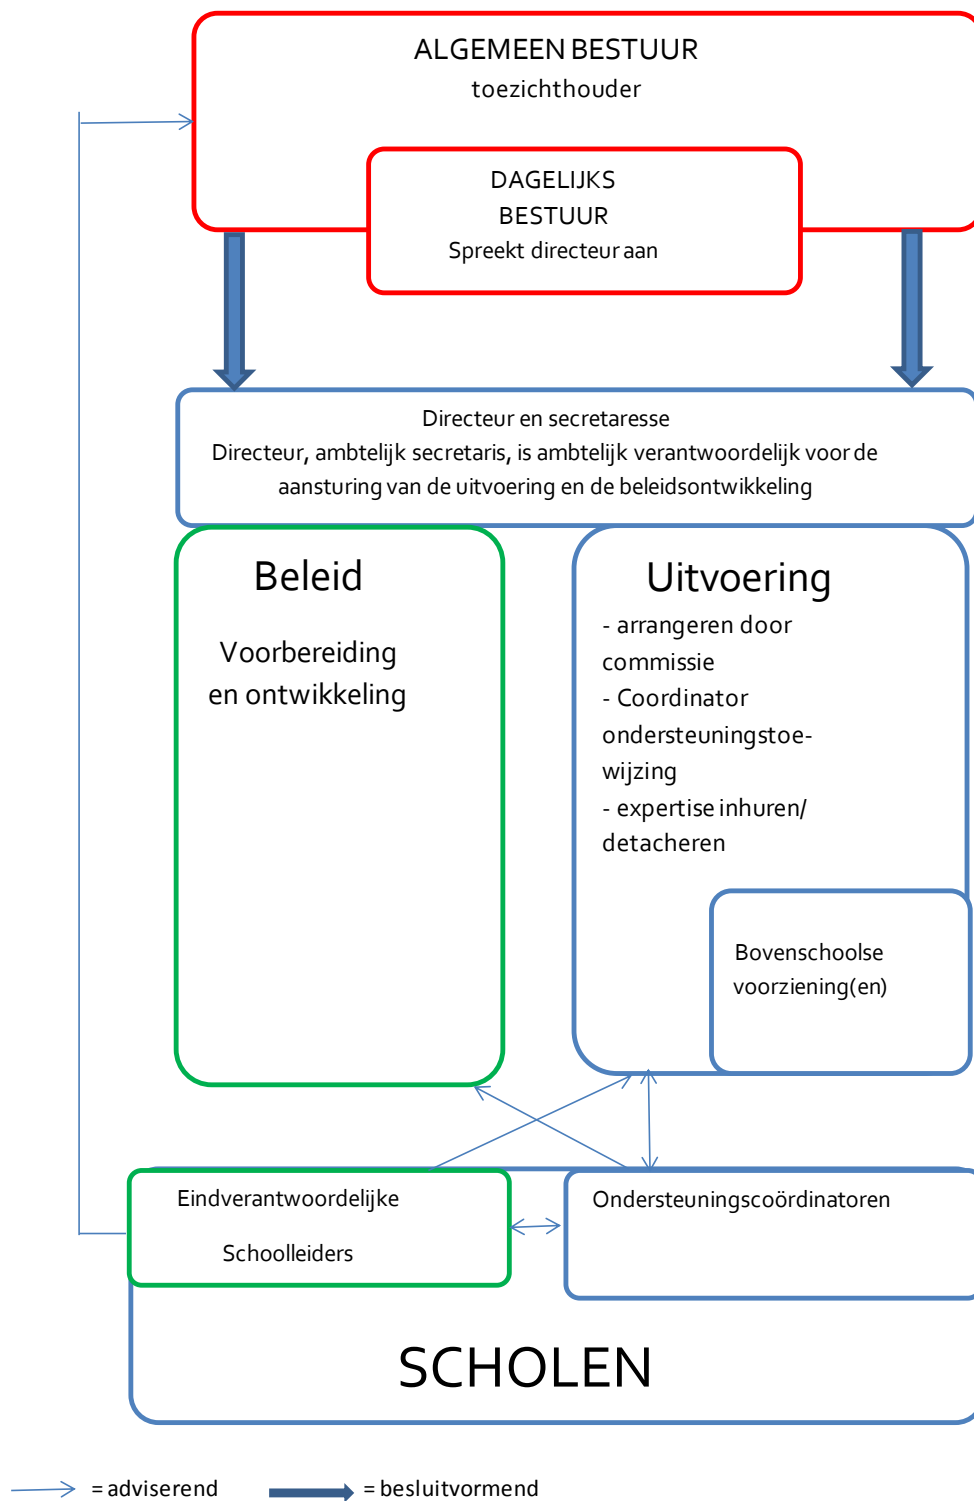 ALGEMEEN BESTUUR
toezichthouder
DAGELIJKS
BESTUUR
Spreekt directeur aan
Directeur en secretaresse
Directeur, ambtelijk secretaris, is ambtelijk verantwoordelijk voor de
aansturing van de uitvoering en de beleidsontwikkeling
Beleid
Voorbereiding
en ontwikkeling
Uitvoering
- arrangeren door
commissie
- Coordinator
ondersteuningstoe-
wijzing
- expertise inhuren/
detacheren
Bovenschoolse
voorziening(en)
Eindverantwoordelijke
Schoolleiders
Ondersteuningscoördinatoren
SCHOLEN
= adviserend
= besluitvormend